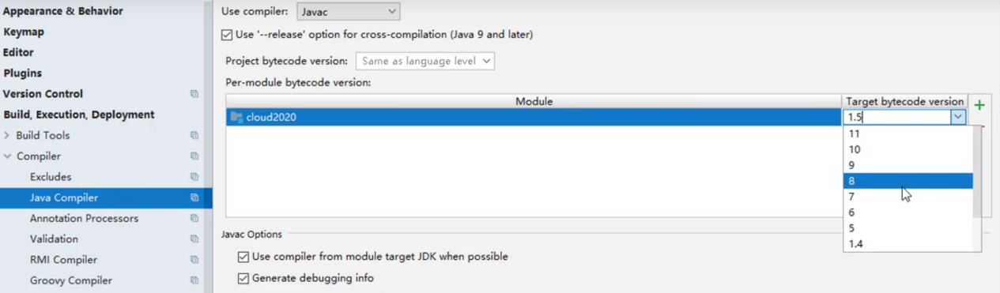 Appearance & Behavior
Keymap
Editor
Plugins
Version Control
Build, Execution, Deployment
Build Tools
Compiler
Excludes
Java Compiler
Annotation Processors
Validation
RMI Compiler
Groovy Compiler
Use compiler: Javac
Use '--release' option for cross-compilation (Java 9 and later)
Project bytecode version: Same as language level
Per-module bytecode version:
Module Target bytecode version
cloud2020 1.5
11
10
9
8
7
6
5
1.4
Javac Options
Use compiler from module target JDK when possible
Generate debugging info